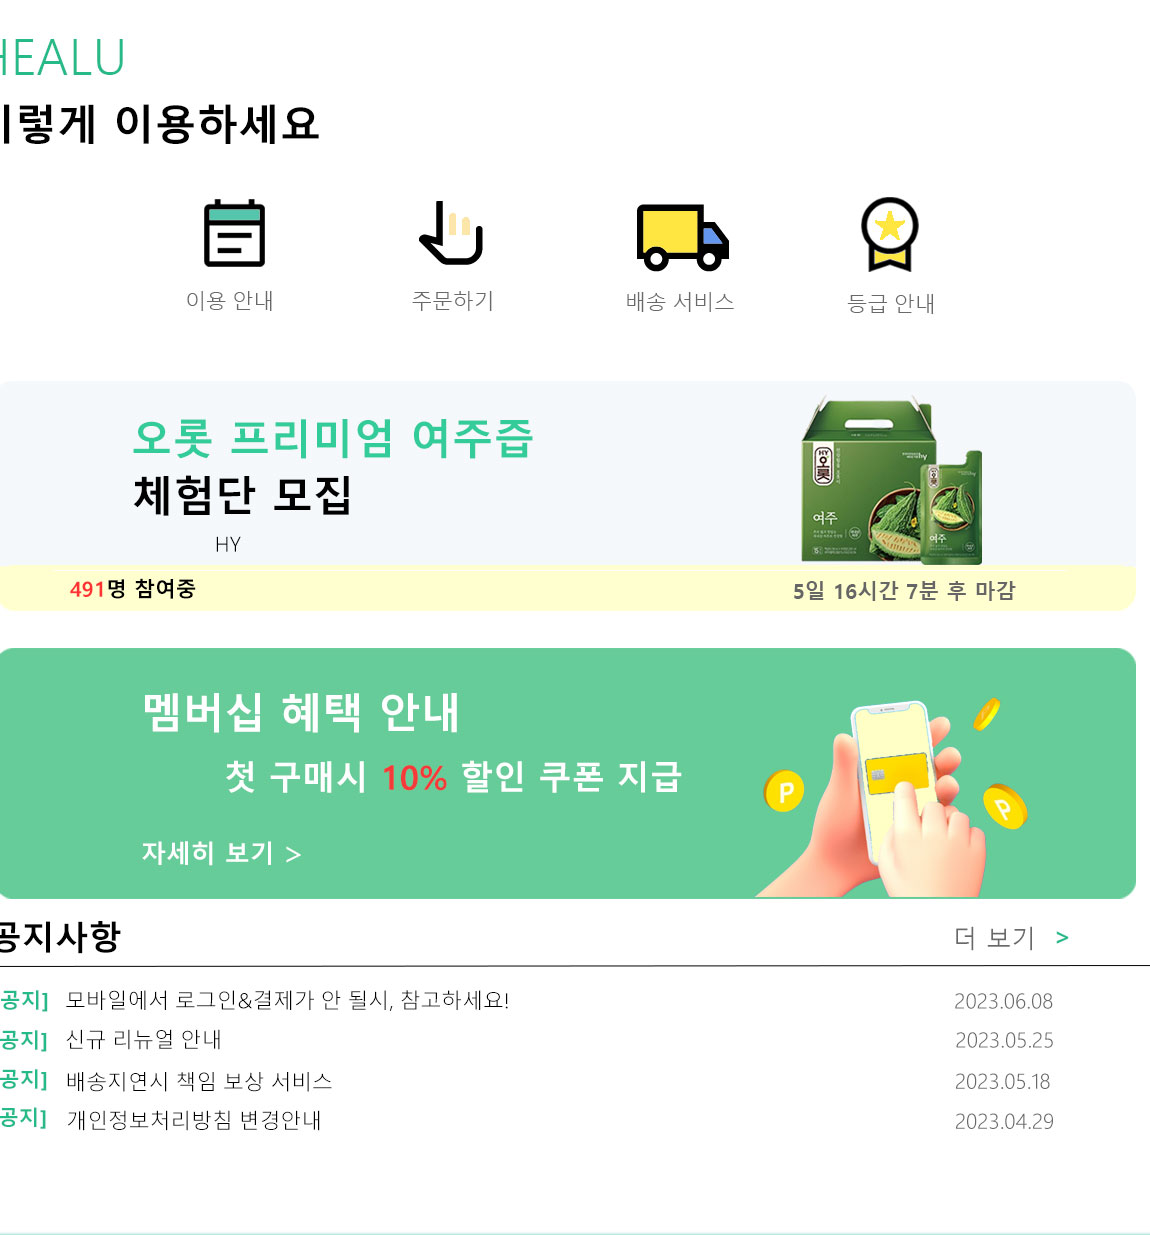 HEALU
이렇게 이용하세요
이용 안내
주문하기
배송 서비스
등급 안내
오롯 프리미엄 여주즙
체험단 모집
HY
HY
오롯
여주
hy
오롯
여주
491명 참여중
5일 16시간 7분 후 마감
멤버십 혜택 안내
첫 구매시 10% 할인 쿠폰 지급
자세히 보기 >
P
P
공지사항
더 보기 >
공지] 모바일에서 로그인&결제가 안 될시, 참고하세요! 2023.06.08
공지] 신규 리뉴얼 안내 2023.05.25
공지] 배송지연시 책임 보상 서비스 2023.05.18
공지] 개인정보처리방침 변경안내 2023.04.29